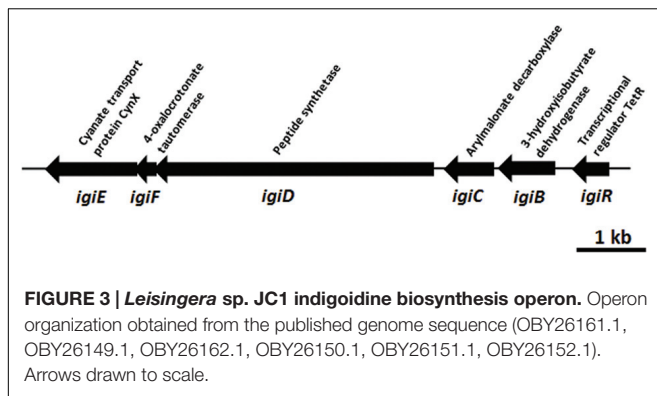 Cyanate transport
protein CynX
4-oxalocrotonate
tautomerase
Peptide synthetase
Arylmalonate decarboxylase
3-hydroxyisobutyrate
dehydrogenase
Transcriptional
regulator TetR
igiE
igiF
igiD
igiC
igiB
igiR
1 kb
FIGURE 3 | Leisingera sp. JC1 indigoidine biosynthesis operon. Operon
organization obtained from the published genome sequence (OBY26161.1,
OBY26149.1, OBY26162.1, OBY26150.1, OBY26151.1, OBY26152.1).
Arrows drawn to scale.